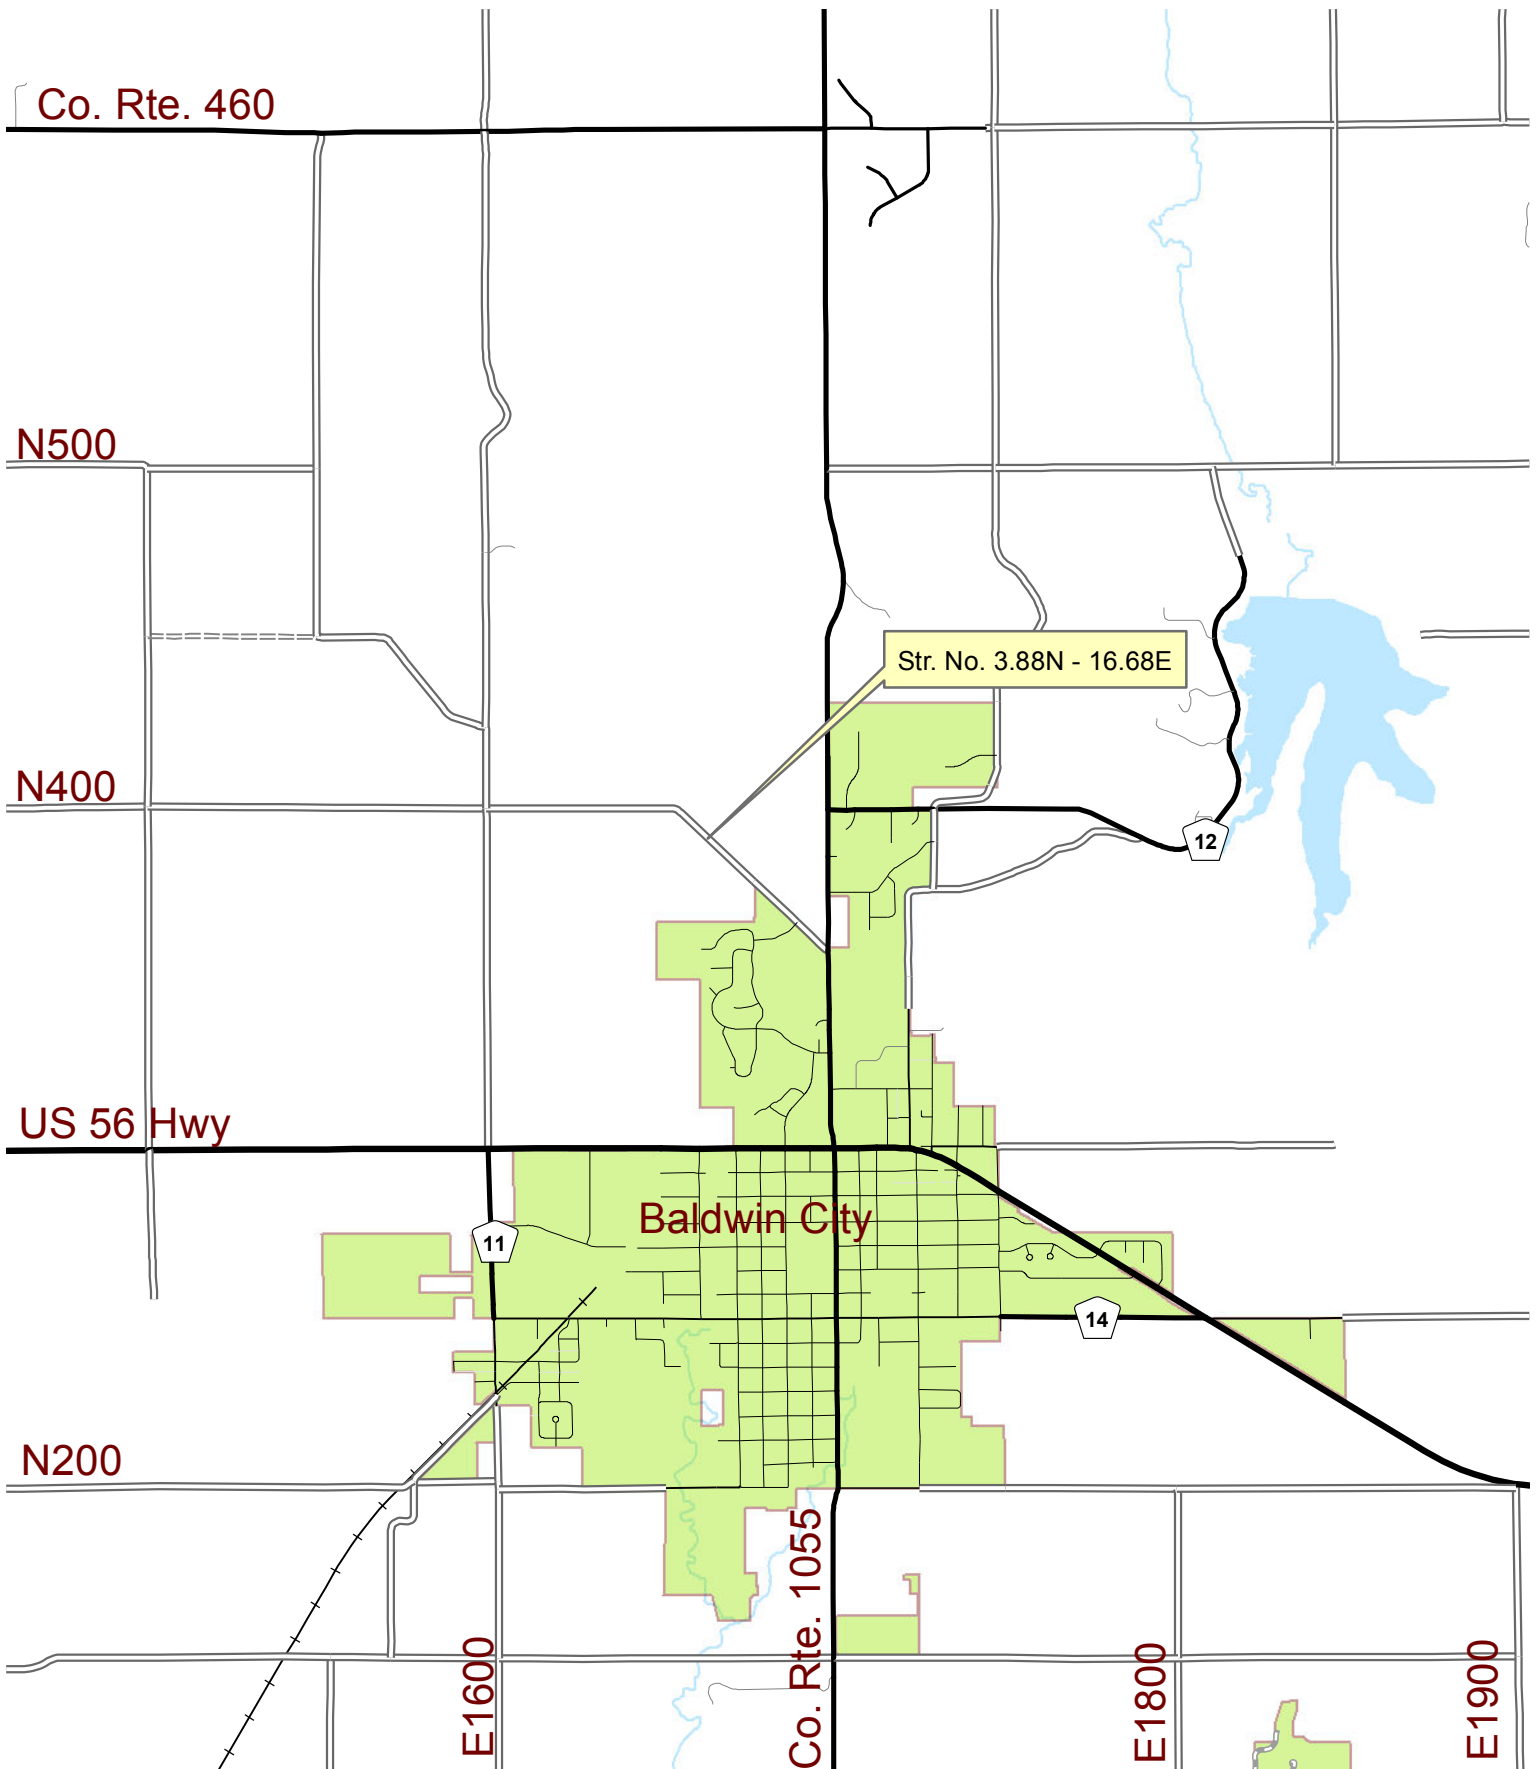 Co. Rte. 460
N500
Str. No. 3.88N - 16.68E
N400
12
US 56 Hwy
Baldwin City
11
14
N200
E1600
Co. Rte. 1055
E1800
E1900